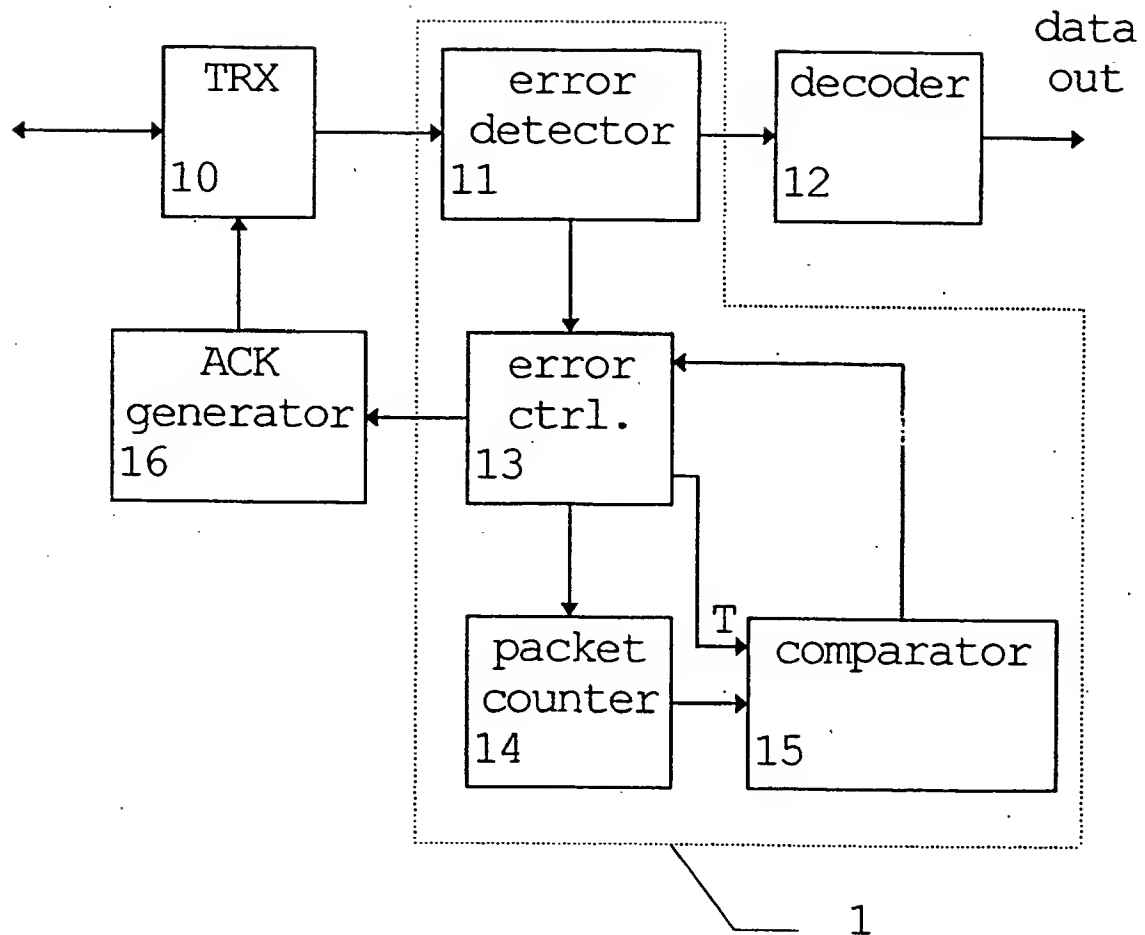 data
out
TRX
10
error
detector
11
decoder
12
ACK
generator
16
error
ctrl.
13
T
packet
counter
14
comparator
15
1